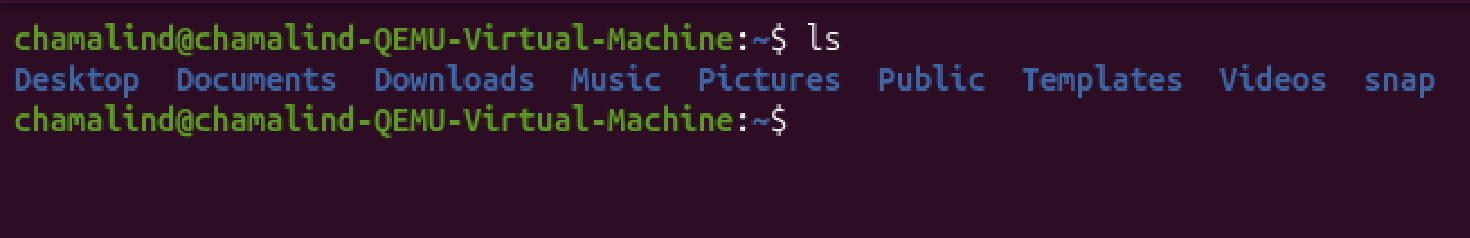 chamalind@chamalind-QEMU-Virtual-Machine:~$ ls
Desktop  Documents  Downloads  Music  Pictures  Public  Templates  Videos  snap
chamalind@chamalind-QEMU-Virtual-Machine:~$